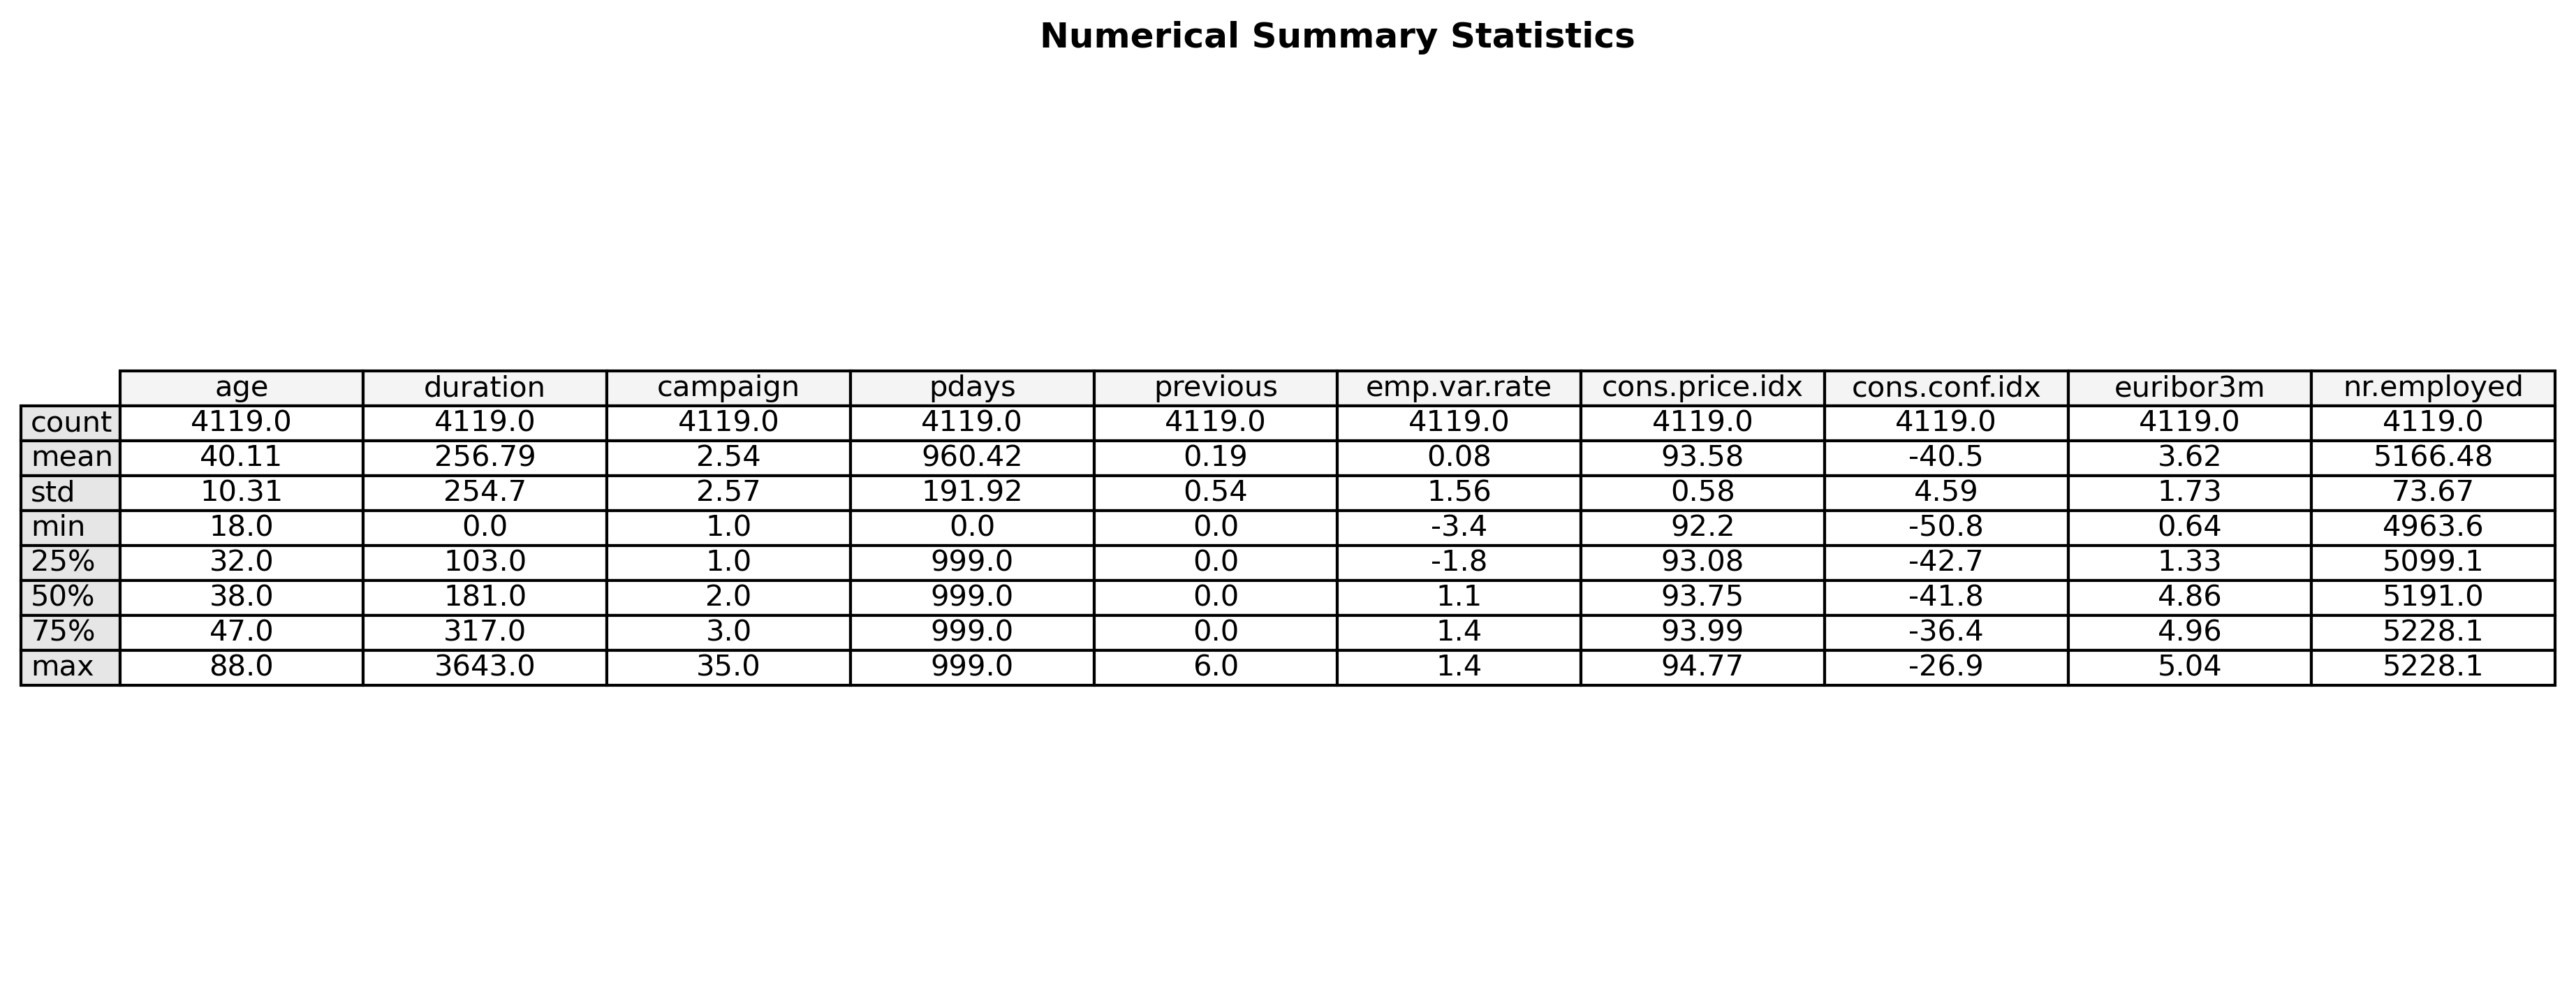 Numerical Summary Statistics
age duration campaign pdays previous emp.var.rate cons.price.idx cons.conf.idx euribor3m nr.employed
count 4119.0 4119.0 4119.0 4119.0 4119.0 4119.0 4119.0 4119.0 4119.0 4119.0
mean 40.11 256.79 2.54 960.42 0.19 0.08 93.58 -40.5 3.62 5166.48
std 10.31 254.7 2.57 191.92 0.54 1.56 0.58 4.59 1.73 73.67
min 18.0 0.0 1.0 0.0 0.0 -3.4 92.2 -50.8 0.64 4963.6
25% 32.0 103.0 1.0 999.0 0.0 -1.8 93.08 -42.7 1.33 5099.1
50% 38.0 181.0 2.0 999.0 0.0 1.1 93.75 -41.8 4.86 5191.0
75% 47.0 317.0 3.0 999.0 0.0 1.4 93.99 -36.4 4.96 5228.1
max 88.0 3643.0 35.0 999.0 6.0 1.4 94.77 -26.9 5.04 5228.1